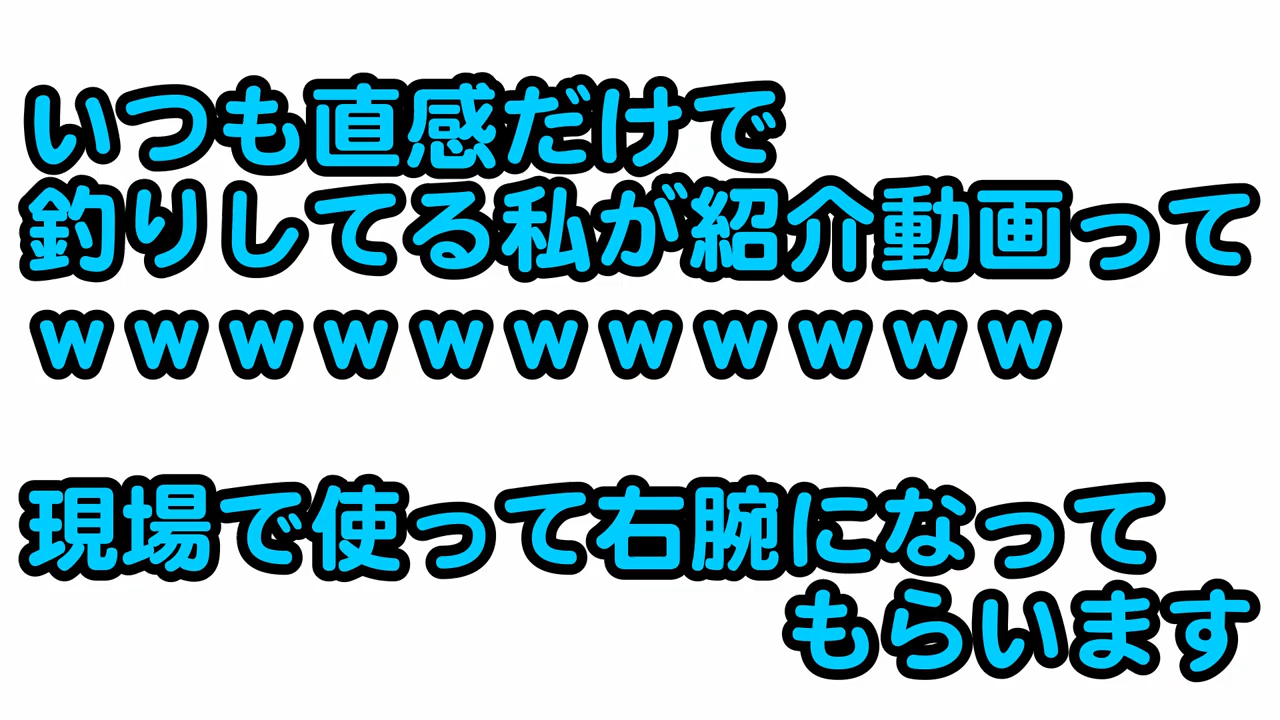 いつも直感だけで
釣りしてる私が紹介動画って
ｗｗｗｗｗｗｗｗｗｗｗ
現場で使って右腕になって
もらいます